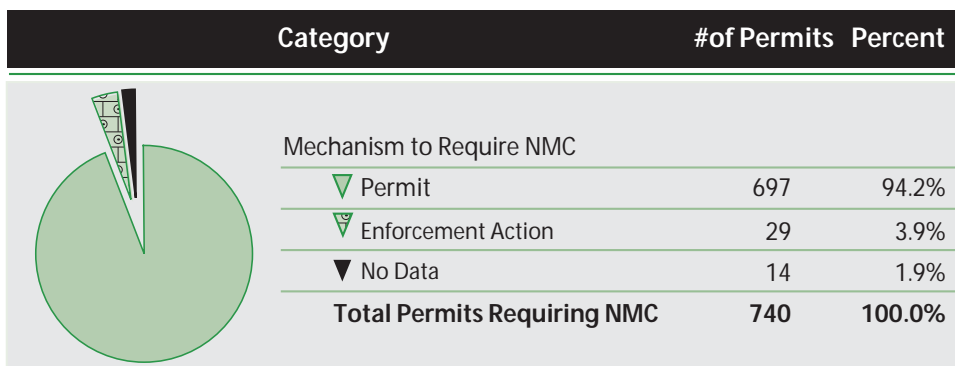 Category #of Permits Percent
Mechanism to Require NMC
Permit 697 94.2%
Enforcement Action 29 3.9%
No Data 14 1.9%
Total Permits Requiring NMC 740 100.0%